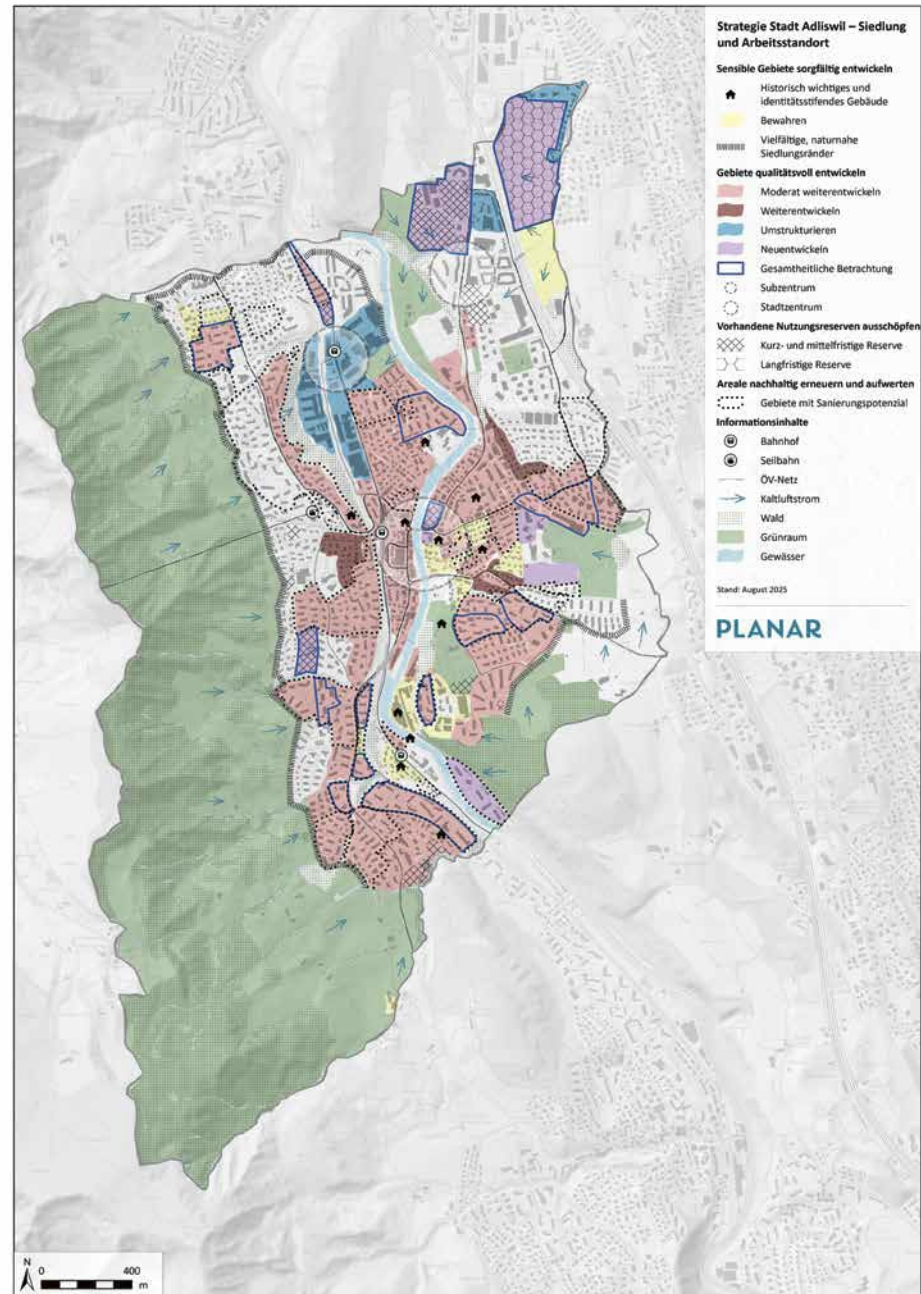 Strategie Stadt Adliswil – Siedlung
und Arbeitsstandort
Sensible Gebiete sorgfältig entwickeln
Historisch wichtiges und
identitätsstifendes Gebäude
Bewahren
Vielfältige, naturnahe
Siedlungsränder
Gebiete qualitätsvoll entwickeln
Moderat weiterentwickeln
Weiterentwickeln
Umstrukturieren
Neuentwickeln
Gesamtheitliche Betrachtung
Subzentrum
Stadtzentrum
Vorhandene Nutzungsreserven ausschöpfen
Kurz- und mittelfristige Reserve
Langfristige Reserve
Areale nachhaltig erneuern und aufwerten
Gebiete mit Sanierungspotenzial
Informationsinhalte
Bahnhof
Seilbahn
ÖV-Netz
Kaltluftstrom
Wald
Grünraum
Gewässer
Stand: August 2025
PLANAR
N
0 400
m